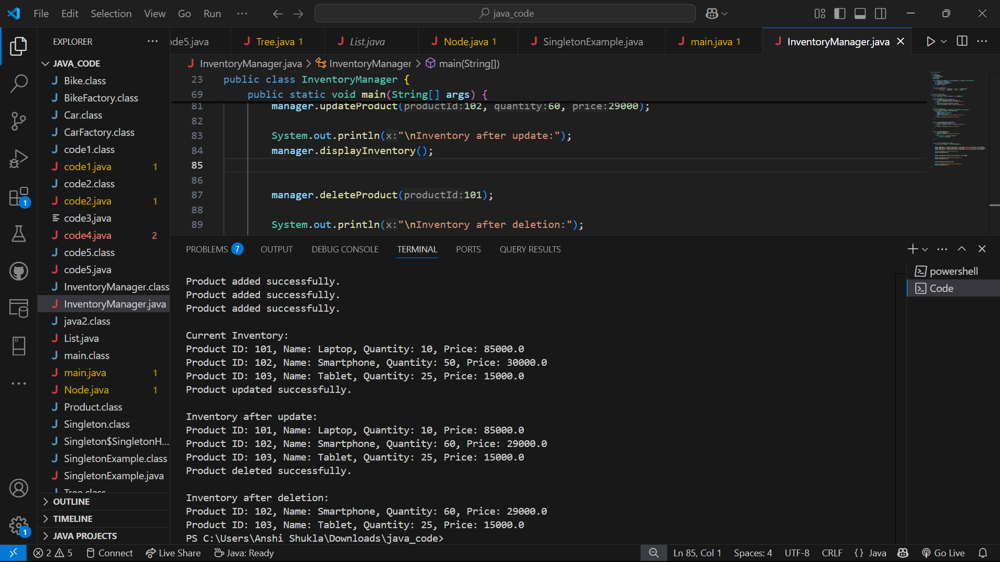 File Edit Selection View Go Run ··· java_code
EXPLORER ···
ode5.java Tree.java 1 List.java Node.java 1 SingletonExample.java main.java 1 InventoryManager.java
InventoryManager.java > InventoryManager > main(String[])
JAVA_CODE
Bike.class
BikeFactory.class
Car.class
CarFactory.class
code1.class
code1.java 1
code2.class
code2.java 1
code3,java
code4.java 2
code5.class
code5.java
InventoryManager.class
InventoryManager.java
java2.class
List.java
main.class
main.java 1
Node.java 1
Product.class
Singleton.class
Singleton$SingletonH...
SingletonExample.class
SingletonExample.java
Tree.class
OUTLINE
TIMELINE
JAVA PROJECTS
1
1
23 public class InventoryManager {
69 public static void main(String[] args) {
81 manager.updateProduct(productId:102, quantity:60, price:29000);
82
83 System.out.println(x:"\nInventory after update:");
84 manager.displayInventory();
85
86
87 manager.deleteProduct(productId:101);
88
89 System.out.println(x:"\nInventory after deletion:");
PROBLEMS 7 OUTPUT DEBUG CONSOLE TERMINAL PORTS QUERY RESULTS
powershell
Code
Product added successfully.
Product added successfully.
Product added successfully.
Current Inventory:
Product ID: 101, Name: Laptop, Quantity: 10, Price: 85000.0
Product ID: 102, Name: Smartphone, Quantity: 50, Price: 30000.0
Product ID: 103, Name: Tablet, Quantity: 25, Price: 15000.0
Product updated successfully.
Inventory after update:
Product ID: 101, Name: Laptop, Quantity: 10, Price: 85000.0
Product ID: 102, Name: Smartphone, Quantity: 60, Price: 29000.0
Product ID: 103, Name: Tablet, Quantity: 25, Price: 15000.0
Product deleted successfully.
Inventory after deletion:
Product ID: 102, Name: Smartphone, Quantity: 60, Price: 29000.0
Product ID: 103, Name: Tablet, Quantity: 25, Price: 15000.0
PS C:\Users\Anshi Shukla\Downloads\java_code>
2 5 Connect Live Share Java: Ready Ln 85, Col 1 Spaces: 4 UTF-8 CRLF {} Java Go Live